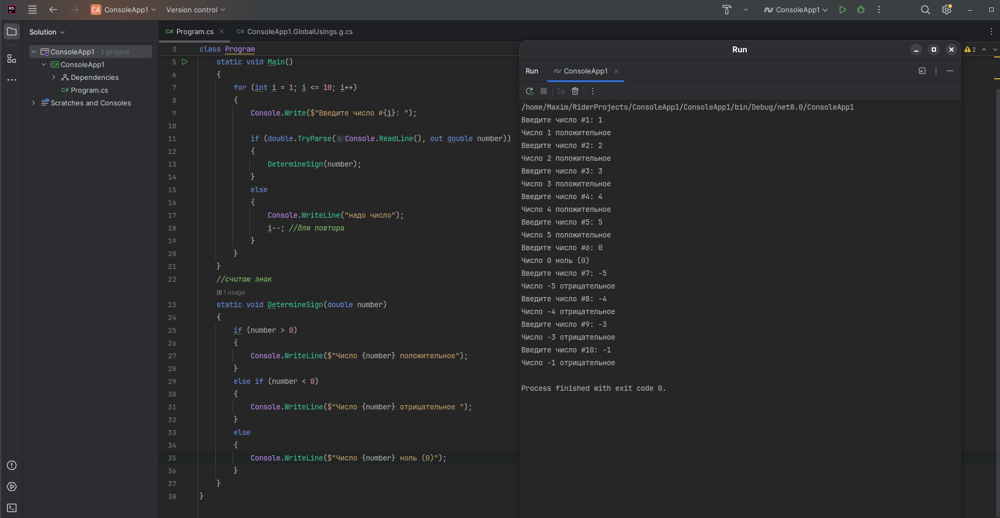 RD
CA ConsoleApp1
Version control
ConsoleApp1
Solution
C# Program.cs
C# ConsoleApp1.GlobalUsings.g.cs
ConsoleApp1 · 1 project
C# ConsoleApp1
Dependencies
C# Program.cs
Scratches and Consoles
3 class Program
5 static void Main()
6 {
7 for (int i = 1; i <= 10; i++)
8 {
9 Console.Write($"Введите число #{i}: ");
10
11 if (double.TryParse(s: Console.ReadLine(), out double number))
12 {
13 DetermineSign(number);
14 }
15 else
16 {
17 Console.WriteLine("надо число");
18 i--; //для повтора
19 }
20 }
21 }
22 //считаю знак
1 usage
23 static void DetermineSign(double number)
24 {
25 if (number > 0)
26 {
27 Console.WriteLine($"Число {number} положительное");
28 }
29 else if (number < 0)
30 {
31 Console.WriteLine($"Число {number} отрицательное ");
32 }
33 else
34 {
35 Console.WriteLine($"Число {number} ноль (0)");
36 }
37 }
38 }
2
Run
Run ConsoleApp1
/home/Maxim/RiderProjects/ConsoleApp1/ConsoleApp1/bin/Debug/net8.0/ConsoleApp1
Введите число #1: 1
Число 1 положительное
Введите число #2: 2
Число 2 положительное
Введите число #3: 3
Число 3 положительное
Введите число #4: 4
Число 4 положительное
Введите число #5: 5
Число 5 положительное
Введите число #6: 0
Число 0 ноль (0)
Введите число #7: -5
Число -5 отрицательное
Введите число #8: -4
Число -4 отрицательное
Введите число #9: -3
Число -3 отрицательное
Введите число #10: -1
Число -1 отрицательное
Process finished with exit code 0.